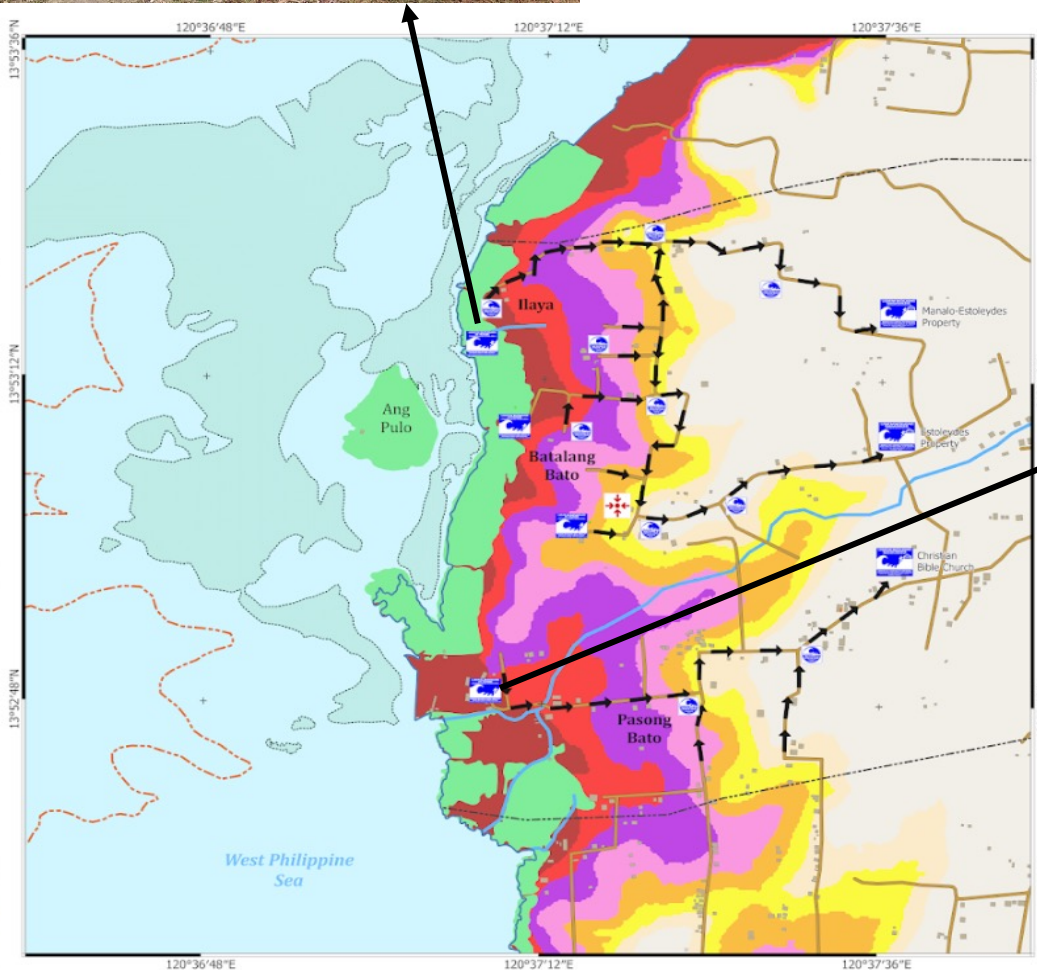 120°36'48"E
120°37'12"E
120°37'36"E
13°53'36"N
Ilaya
Manalo-Estoleydes
Property
13°53'12"N
Ang
Pulo
Estoleydes
Property
Batalang
Bato
Christian
Bible Church
13°52'48"N
Pasong
Bato
West Philippine
Sea
120°36'48"E
120°37'12"E
120°37'36"E